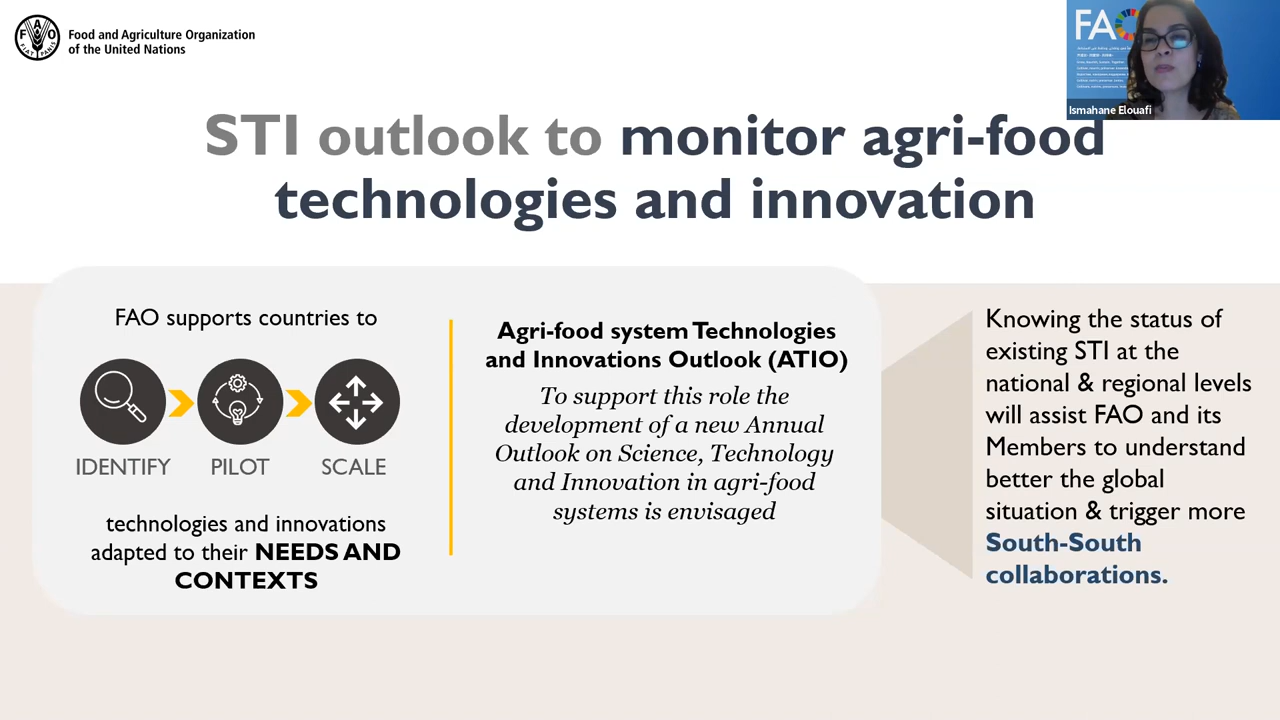 Food and Agriculture Organization
of the United Nations
FAO
Ismahane Elouafi
STI outlook to monitor agri-food
technologies and innovation
FAO supports countries to
IDENTIFY PILOT SCALE
technologies and innovations
adapted to their NEEDS AND
CONTEXTS
Agri-food system Technologies
and Innovations Outlook (ATIO)
To support this role the
development of a new Annual
Outlook on Science, Technology
and Innovation in agri-food
systems is envisaged
Knowing the status of
existing STI at the
national & regional levels
will assist FAO and its
Members to understand
better the global
situation & trigger more
South-South
collaborations.